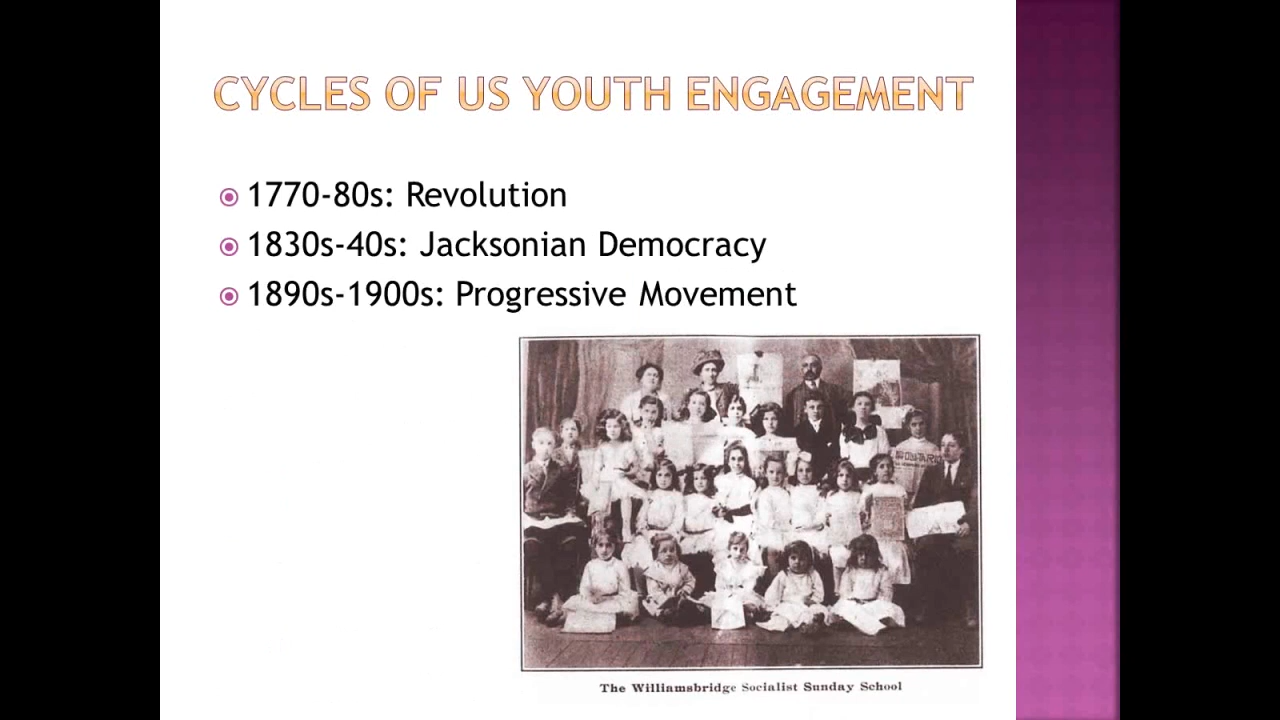 CYCLES OF US YOUTH ENGAGEMENT
1770-80s: Revolution
1830s-40s: Jacksonian Democracy
1890s-1900s: Progressive Movement
The Williamsbridge Socialist Sunday School